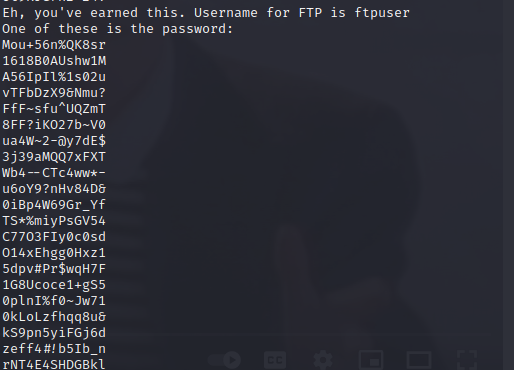 Eh, you've earned this. Username for FTP is ftpuser
One of these is the password:
Mou+56n%QK8sr
1618B0AUshw1M
A56IpIl%1s02u
vTFbDzX9&Nmu?
FfF~sfu^UQZmT
8FF?iKO27b~V0
ua4W~2-@y7dE$
3j39aMQQ7xFXT
Wb4--CTc4ww*-
u6oY9?nHv84D&
0iBp4W69Gr_Yf
TS*%miyPsGV54
C77O3FIy0c0sd
O14xEhgg0Hxz1
5dpv#Pr$wqH7F
1G8Ucoce1+gS5
0plnI%f0~Jw71
0kLoLzfhqq8u&
kS9pn5yiFGj6d
zeff4#!b5Ib_n
rNT4E4SHDGBkl